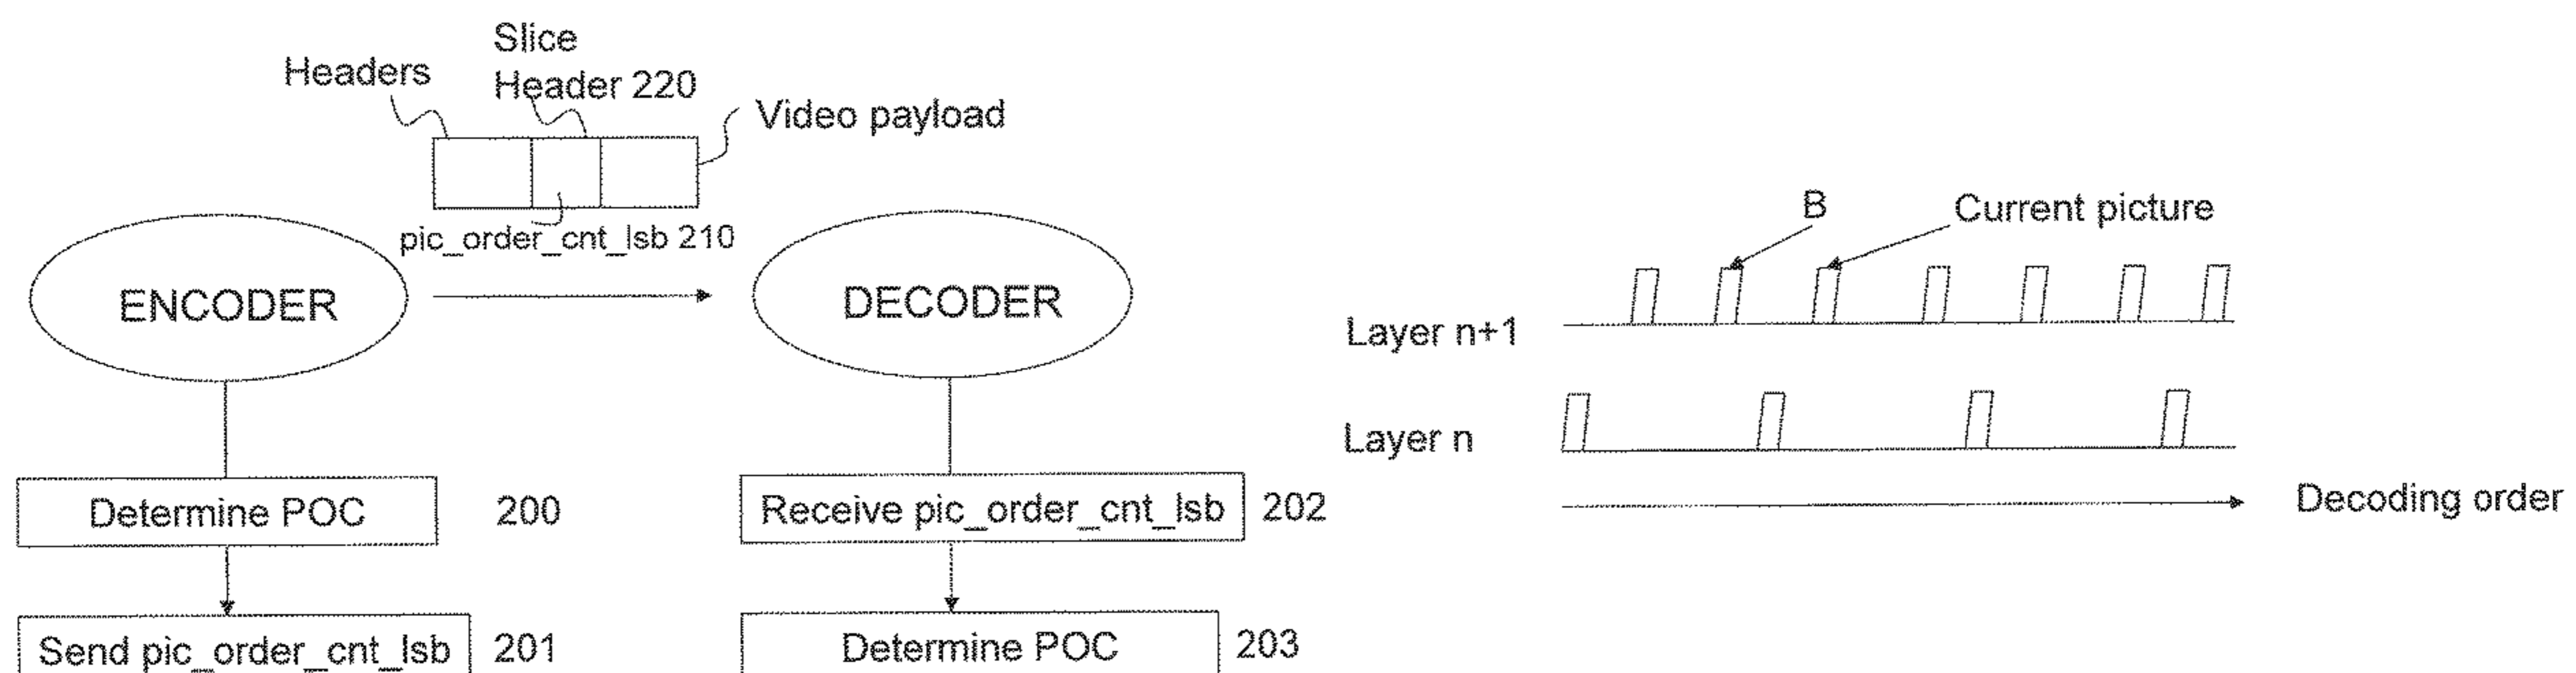 Slice
Header 220
Headers
Video payload
pic_order_cnt_lsb 210
ENCODER
DECODER
Determine POC
200
Send pic_order_cnt_lsb
201
Receive pic_order_cnt_lsb
202
Determine POC
203
B
Current picture
Layer n+1
Layer n
Decoding order